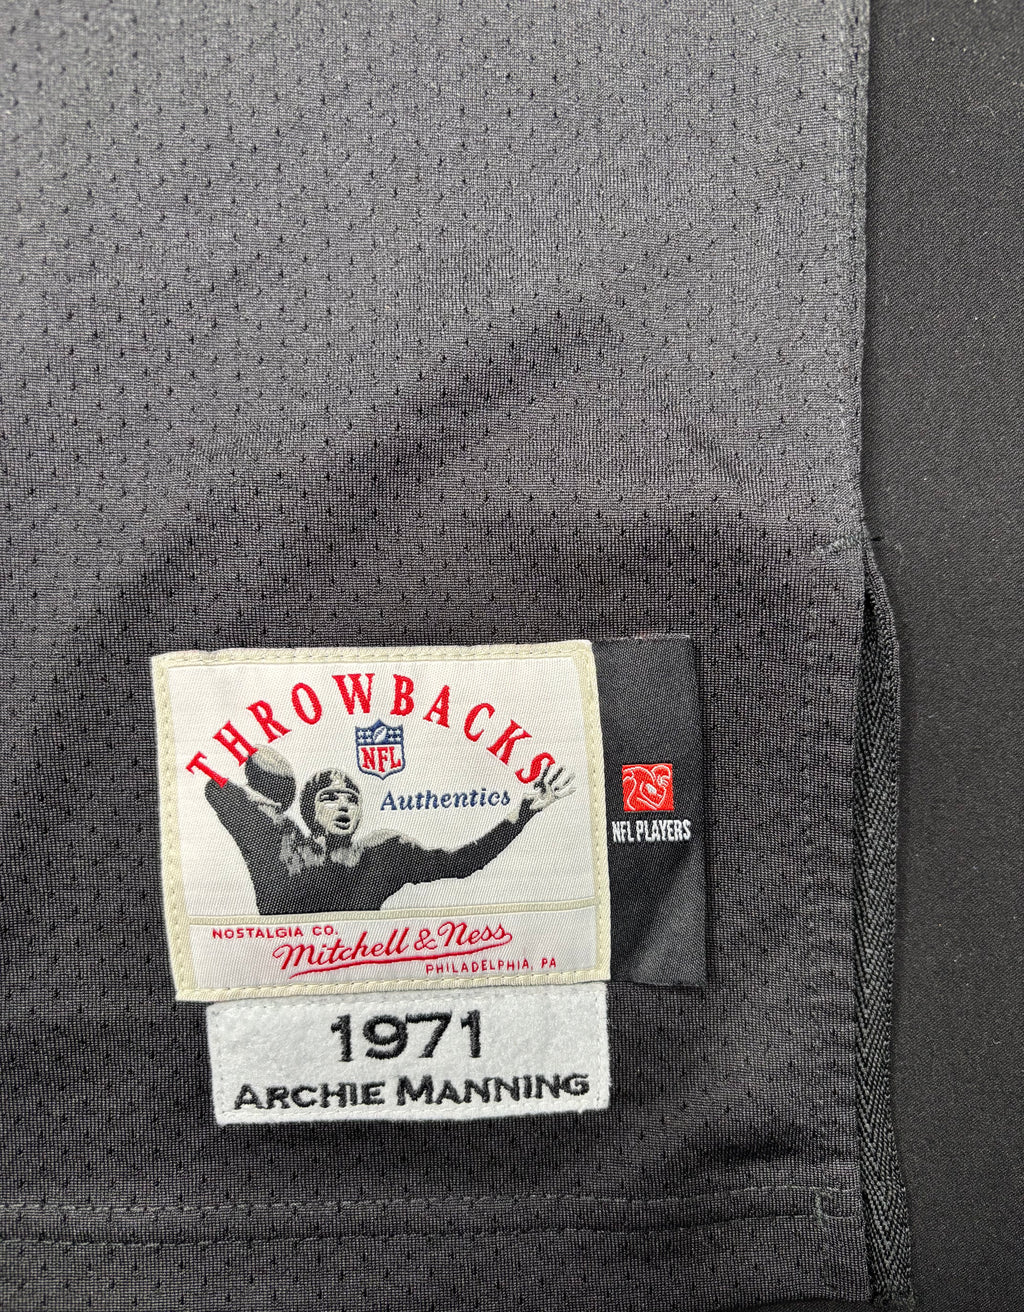 THROWBACKS
NFL
Authentics
NFL PLAYERS
NOSTALGIA CO.
Mitchell & Ness
PHILADELPHIA, PA
1971
ARCHIE MANNING